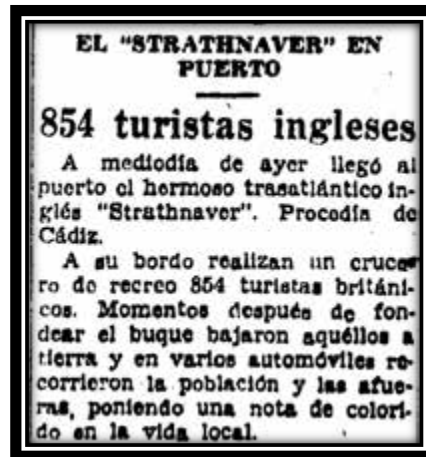 EL "STRATHNAVER" EN
PUERTO
854 turistas ingleses
A mediodía de ayer llegó al
puerto el hermoso trasatlántico in-
glés "Strathnaver". Procedía de
Cádiz.
A su bordo realizan un cruce-
ro de recreo 854 turistas británi-
cos. Momentos después de fon-
dear el buque bajaron aquéllos a
tierra y en varios automóviles re-
corrieron la población y las afue-
ras, poniendo una nota de colori-
do en la vida local.